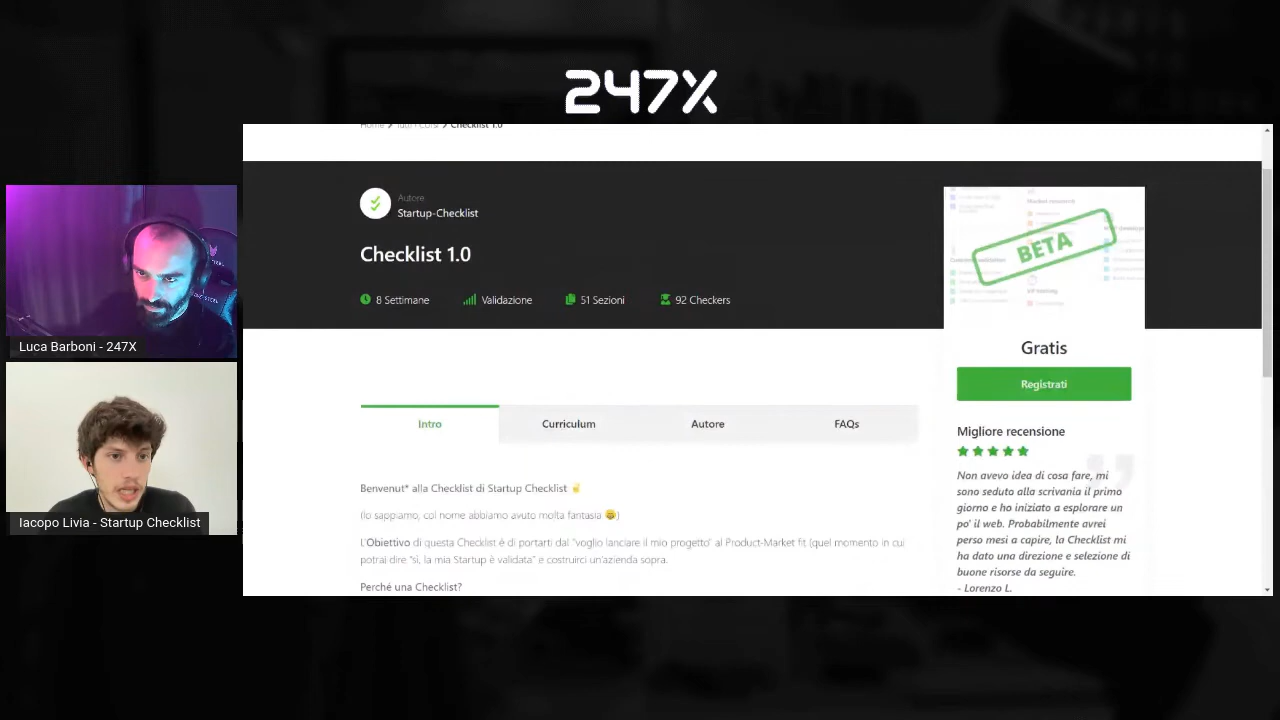 247X
Home > Tutti i Corsi > Checklist 1.0
Autore
Startup-Checklist
Checklist 1.0
8 Settimane
Validazione
51 Sezioni
92 Checkers
BETA
Market research
Gratis
Registrati
Intro
Curriculum
Autore
FAQs
Migliore recensione
Non avevo idea di cosa fare, mi
sono seduto alla scrivania il primo
giorno e ho iniziato a esplorare un
po' il web. Probabilmente avrei
perso mesi a capire, la Checklist mi
ha dato una direzione e selezione di
buone risorse da seguire.
- Lorenzo L.
Benvenut* alla Checklist di Startup Checklist ✌
(lo sappiamo, col nome abbiamo avuto molta fantasia 😄)
L'Obiettivo di questa Checklist è di portarti dal "voglio lanciare il mio progetto" al Product-Market fit (quel momento in cui
potrai dire "sì, la mia Startup è validata" e costruirci un'azienda sopra.
Perché una Checklist?
Luca Barboni - 247X
Iacopo Livia - Startup Checklist